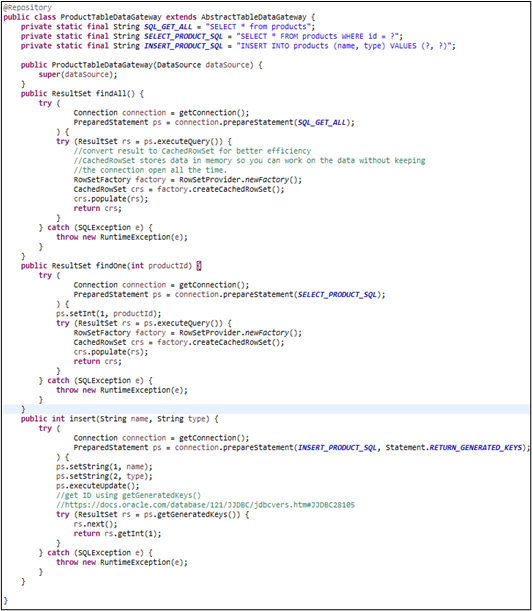 @Repository
public class ProductTableDataGateway extends AbstractTableDataGateway {
    private static final String SQL_GET_ALL = "SELECT * from products";
    private static final String SELECT_PRODUCT_SQL = "SELECT * FROM products WHERE id = ?";
    private static final String INSERT_PRODUCT_SQL = "INSERT INTO products (name, type) VALUES (?, ?)";

    public ProductTableDataGateway(DataSource dataSource) {
        super(dataSource);
    }
    public ResultSet findAll() {
        try (
                Connection connection = getConnection();
                PreparedStatement ps = connection.prepareStatement(SQL_GET_ALL);
            ) {
            try (ResultSet rs = ps.executeQuery()) {
                //convert result to CachedRowSet for better efficiency
                //CachedRowSet stores data in memory so you can work on the data without keeping
                //the connection open all the time.
                RowSetFactory factory = RowSetProvider.newFactory();
                CachedRowSet crs = factory.createCachedRowSet();
                crs.populate(rs);
                return crs;
            }
        } catch (SQLException e) {
            throw new RuntimeException(e);
        }
    }
    public ResultSet findOne(int productId) {
        try (
                Connection connection = getConnection();
                PreparedStatement ps = connection.prepareStatement(SELECT_PRODUCT_SQL);
            ) {
            ps.setInt(1, productId);
            try (ResultSet rs = ps.executeQuery()) {
                RowSetFactory factory = RowSetProvider.newFactory();
                CachedRowSet crs = factory.createCachedRowSet();
                crs.populate(rs);
                return crs;
            }
        } catch (SQLException e) {
            throw new RuntimeException(e);
        }
    }
    public int insert(String name, String type) {
        try (
                Connection connection = getConnection();
                PreparedStatement ps = connection.prepareStatement(INSERT_PRODUCT_SQL, Statement.RETURN_GENERATED_KEYS);
            ) {
            ps.setString(1, name);
            ps.setString(2, type);
            ps.executeUpdate();
            //get ID using getGeneratedKeys()
            //https://docs.oracle.com/database/121/JJDBC/jdbcvers.htm#JJDBC28105
            try (ResultSet rs = ps.getGeneratedKeys()) {
                rs.next();
                return rs.getInt(1);
            }
        } catch (SQLException e) {
            throw new RuntimeException(e);
        }
    }

}